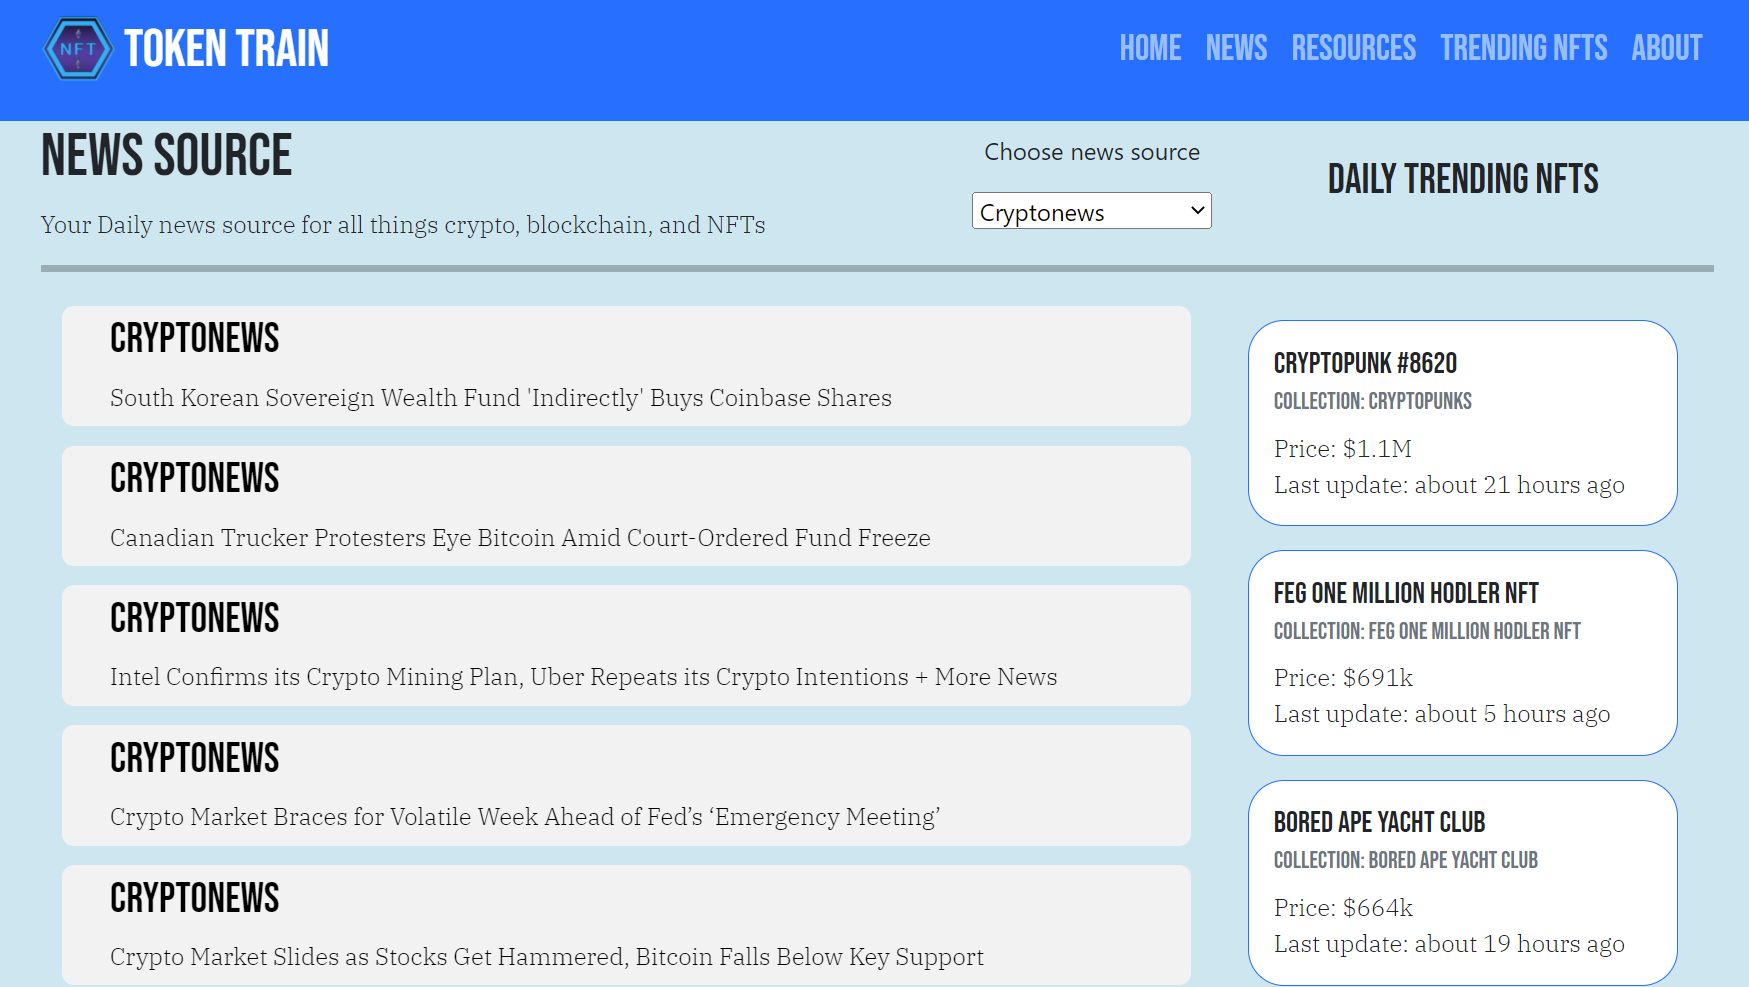 NFT
TOKEN TRAIN
HOME NEWS RESOURCES TRENDING NFTS ABOUT
NEWS SOURCE
Your Daily news source for all things crypto, blockchain, and NFTs
Choose news source
Cryptonews
DAILY TRENDING NFTS
CRYPTONEWS
South Korean Sovereign Wealth Fund 'Indirectly' Buys Coinbase Shares
CRYPTONEWS
Canadian Trucker Protesters Eye Bitcoin Amid Court-Ordered Fund Freeze
CRYPTONEWS
Intel Confirms its Crypto Mining Plan, Uber Repeats its Crypto Intentions + More News
CRYPTONEWS
Crypto Market Braces for Volatile Week Ahead of Fed’s ‘Emergency Meeting’
CRYPTONEWS
Crypto Market Slides as Stocks Get Hammered, Bitcoin Falls Below Key Support
CRYPTOPUNK #8620
COLLECTION: CRYPTOPUNKS
Price: $1.1M
Last update: about 21 hours ago
FEG ONE MILLION HODLER NFT
COLLECTION: FEG ONE MILLION HODLER NFT
Price: $691k
Last update: about 5 hours ago
BORED APE YACHT CLUB
COLLECTION: BORED APE YACHT CLUB
Price: $664k
Last update: about 19 hours ago